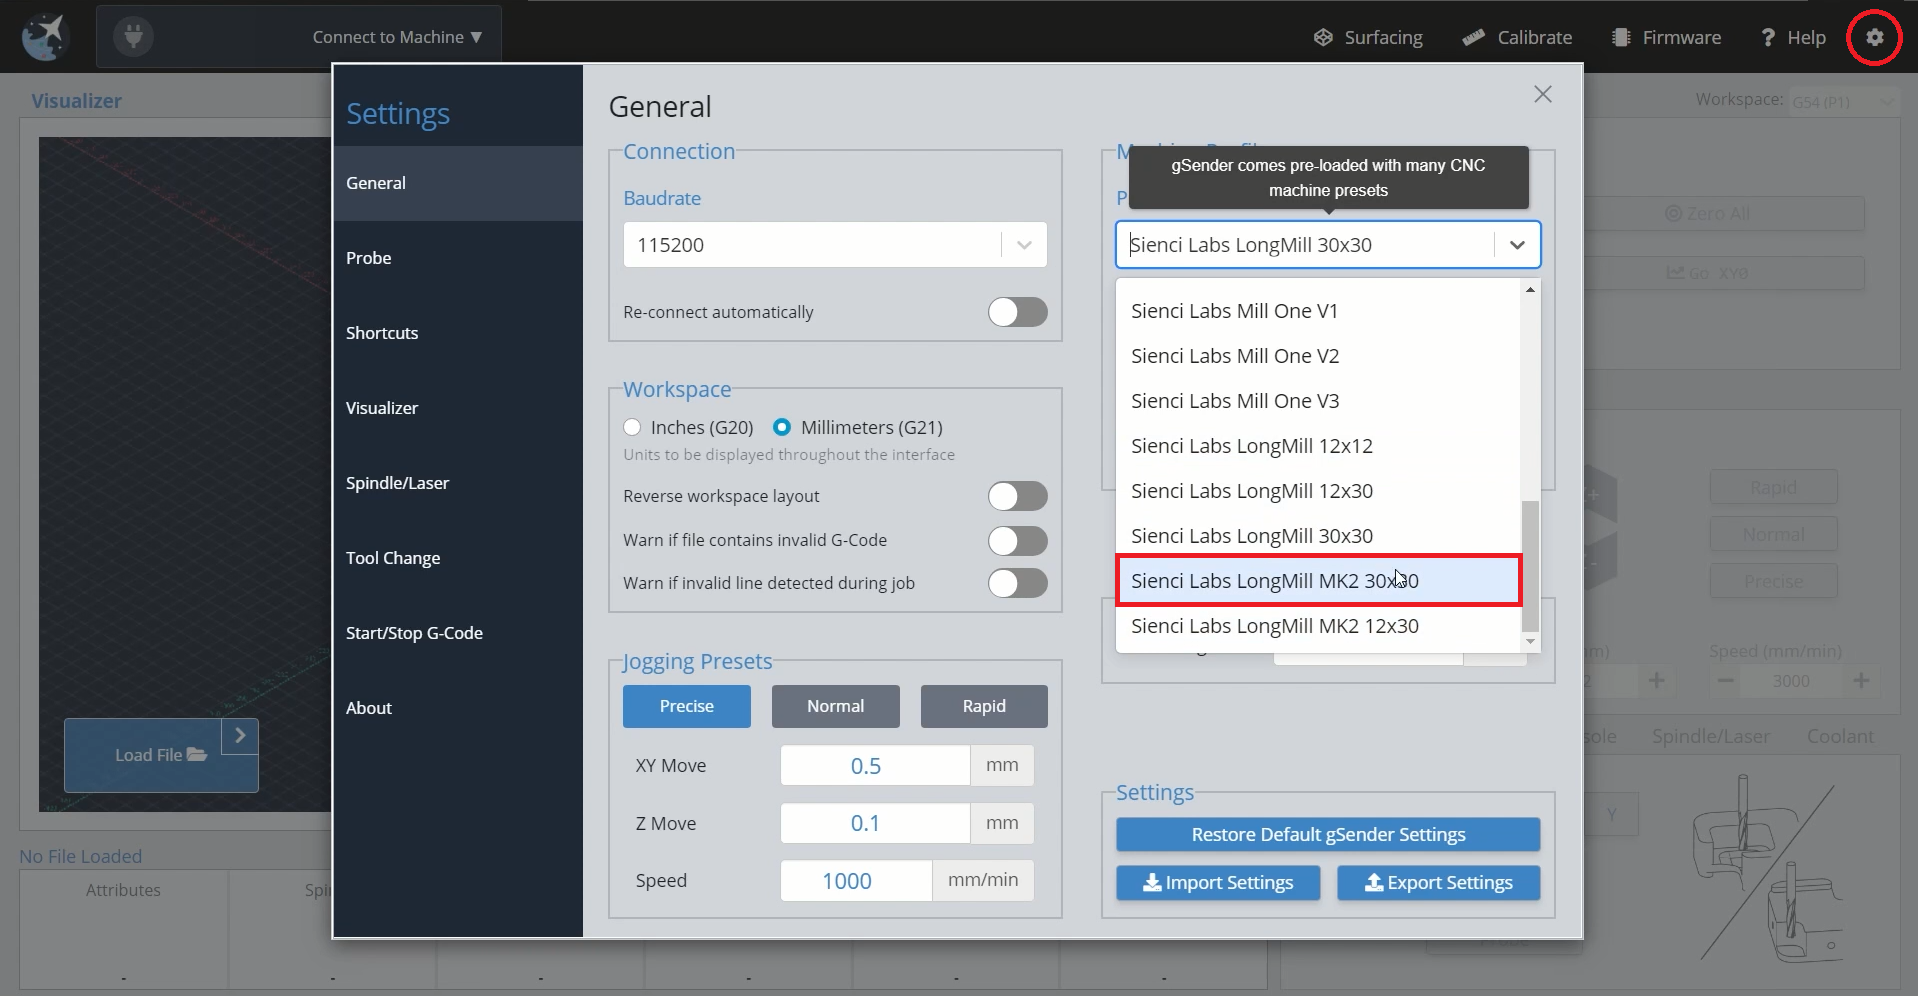 Connect to Machine ▼
Surfacing
Calibrate
Firmware
? Help
Visualizer
Workspace:
G54 (P1)
Settings
General
Probe
Shortcuts
Visualizer
Spindle/Laser
Tool Change
Start/Stop G-Code
About
General
Connection
Baudrate
115200
Re-connect automatically
Workspace
Inches (G20)
Millimeters (G21)
Units to be displayed throughout the interface
Reverse workspace layout
Warn if file contains invalid G-Code
Warn if invalid line detected during job
Jogging Presets
Precise
Normal
Rapid
XY Move
0.5
mm
Z Move
0.1
mm
Speed
1000
mm/min
gSender comes pre-loaded with many CNC
machine presets
Sienci Labs LongMill 30x30
Sienci Labs Mill One V1
Sienci Labs Mill One V2
Sienci Labs Mill One V3
Sienci Labs LongMill 12x12
Sienci Labs LongMill 12x30
Sienci Labs LongMill 30x30
Sienci Labs LongMill MK2 30x30
Sienci Labs LongMill MK2 12x30
Settings
Restore Default gSender Settings
Import Settings
Export Settings
Zero All
Go XY0
Rapid
Normal
Precise
Speed (mm/min)
3000
Spindle/Laser
Coolant
Y
Probe
Load File
No File Loaded
Attributes
-
-
-
-
-
-